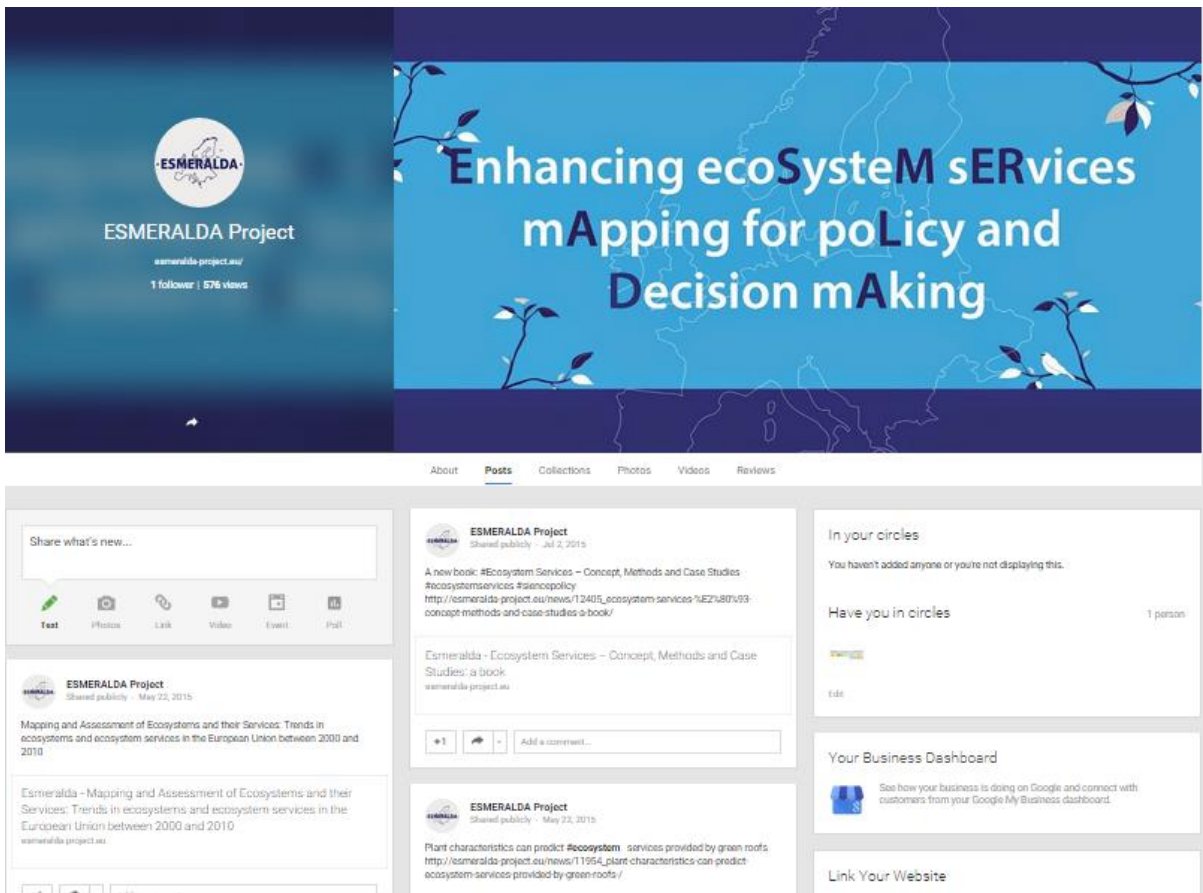 ·ESMERALDA·
ESMERALDA Project
esmeralda-project.eu/
1 follower | 576 views
Enhancing ecoSysteM sERvices
mApping for poLicy and
Decision mAking
About Posts Collections Photos Videos Reviews
Share what's new...
Text Photos Link Video Event Poll
ESMERALDA Project
Shared publicly - May 22, 2015
Mapping and Assessment of Ecosystems and their Services: Trends in
ecosystems and ecosystem services in the European Union between 2000 and
2010
Esmeralda - Mapping and Assessment of Ecosystems and their
Services: Trends in ecosystems and ecosystem services in the
European Union between 2000 and 2010
esmeralda-project.eu
ESMERALDA
ESMERALDA Project
Shared publicly - Jul 2, 2015
A new book: #Ecosystem Services – Concept, Methods and Case Studies
#ecosystemservices #siencepolicy
http://esmeralda-project.eu/news/12405_ecosystem-services-%E2%80%93-
concept-methods-and-case-studies-a-book/
Esmeralda - Ecosystem Services – Concept, Methods and Case
Studies: a book
esmeralda-project.eu
+1 Add a comment...
ESMERALDA
ESMERALDA Project
Shared publicly - May 22, 2015
Plant characteristics can predict #ecosystem services provided by green roofs
http://esmeralda-project.eu/news/11954_plant-characteristics-can-predict-
ecosystem-services-provided-by-green-roofs-/
In your circles
You haven't added anyone or you're not displaying this.
Have you in circles 1 person
Edit
Your Business Dashboard
See how your business is doing on Google and connect with
customers from your Google My Business dashboard.
Link Your Website